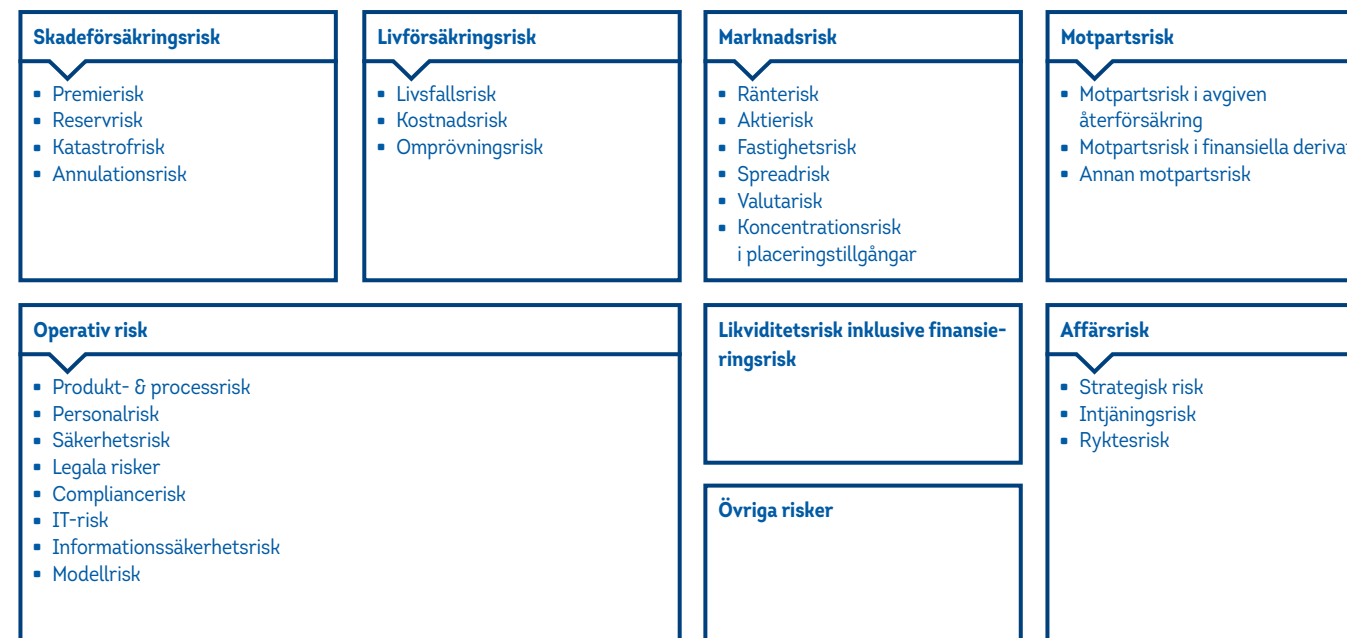 Skadeförsäkringsrisk
▪ Premierisk
▪ Reservrisk
▪ Katastrofrisk
▪ Annulationsrisk
Livförsäkringsrisk
▪ Livsfallsrisk
▪ Kostnadsrisk
▪ Omprövningsrisk
Marknadsrisk
▪ Ränterisk
▪ Aktierisk
▪ Fastighetsrisk
▪ Spreadrisk
▪ Valutarisk
▪ Koncentrationsrisk
i placeringstillgångar
Motpartsrisk
▪ Motpartsrisk i avgiven
återförsäkring
▪ Motpartsrisk i finansiella
▪ Annan motpartsrisk
Operativ risk
▪ Produkt- & processrisk
▪ Personalrisk
▪ Säkerhetsrisk
▪ Legala risker
▪ Compliancerisk
▪ IT-risk
▪ Informationssäkerhetsrisk
▪ Modellrisk
Likviditetsrisk inklusive finansie-
ringsrisk
Övriga risker
Affärsrisk
▪ Strategisk risk
▪ Intjäningsrisk
▪ Ryktesrisk